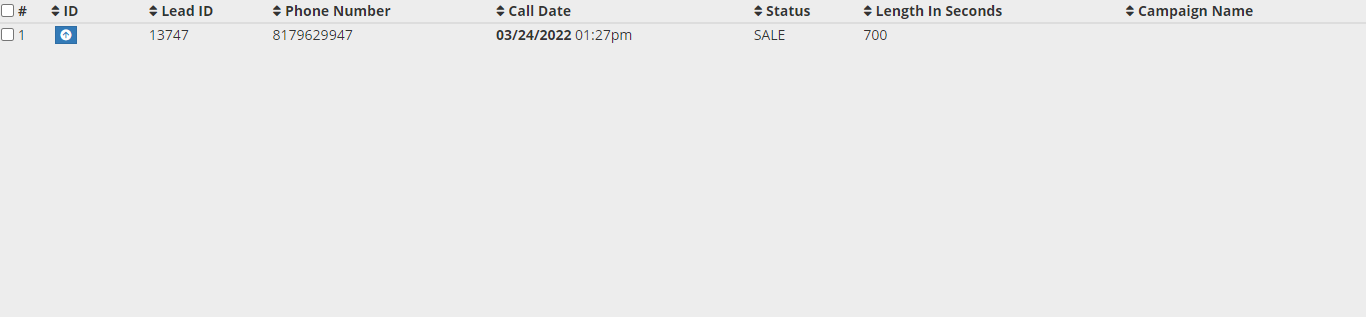 # ID Lead ID Phone Number Call Date Status Length In Seconds Campaign Name
1 13747 8179629947 03/24/2022 01:27pm SALE 700